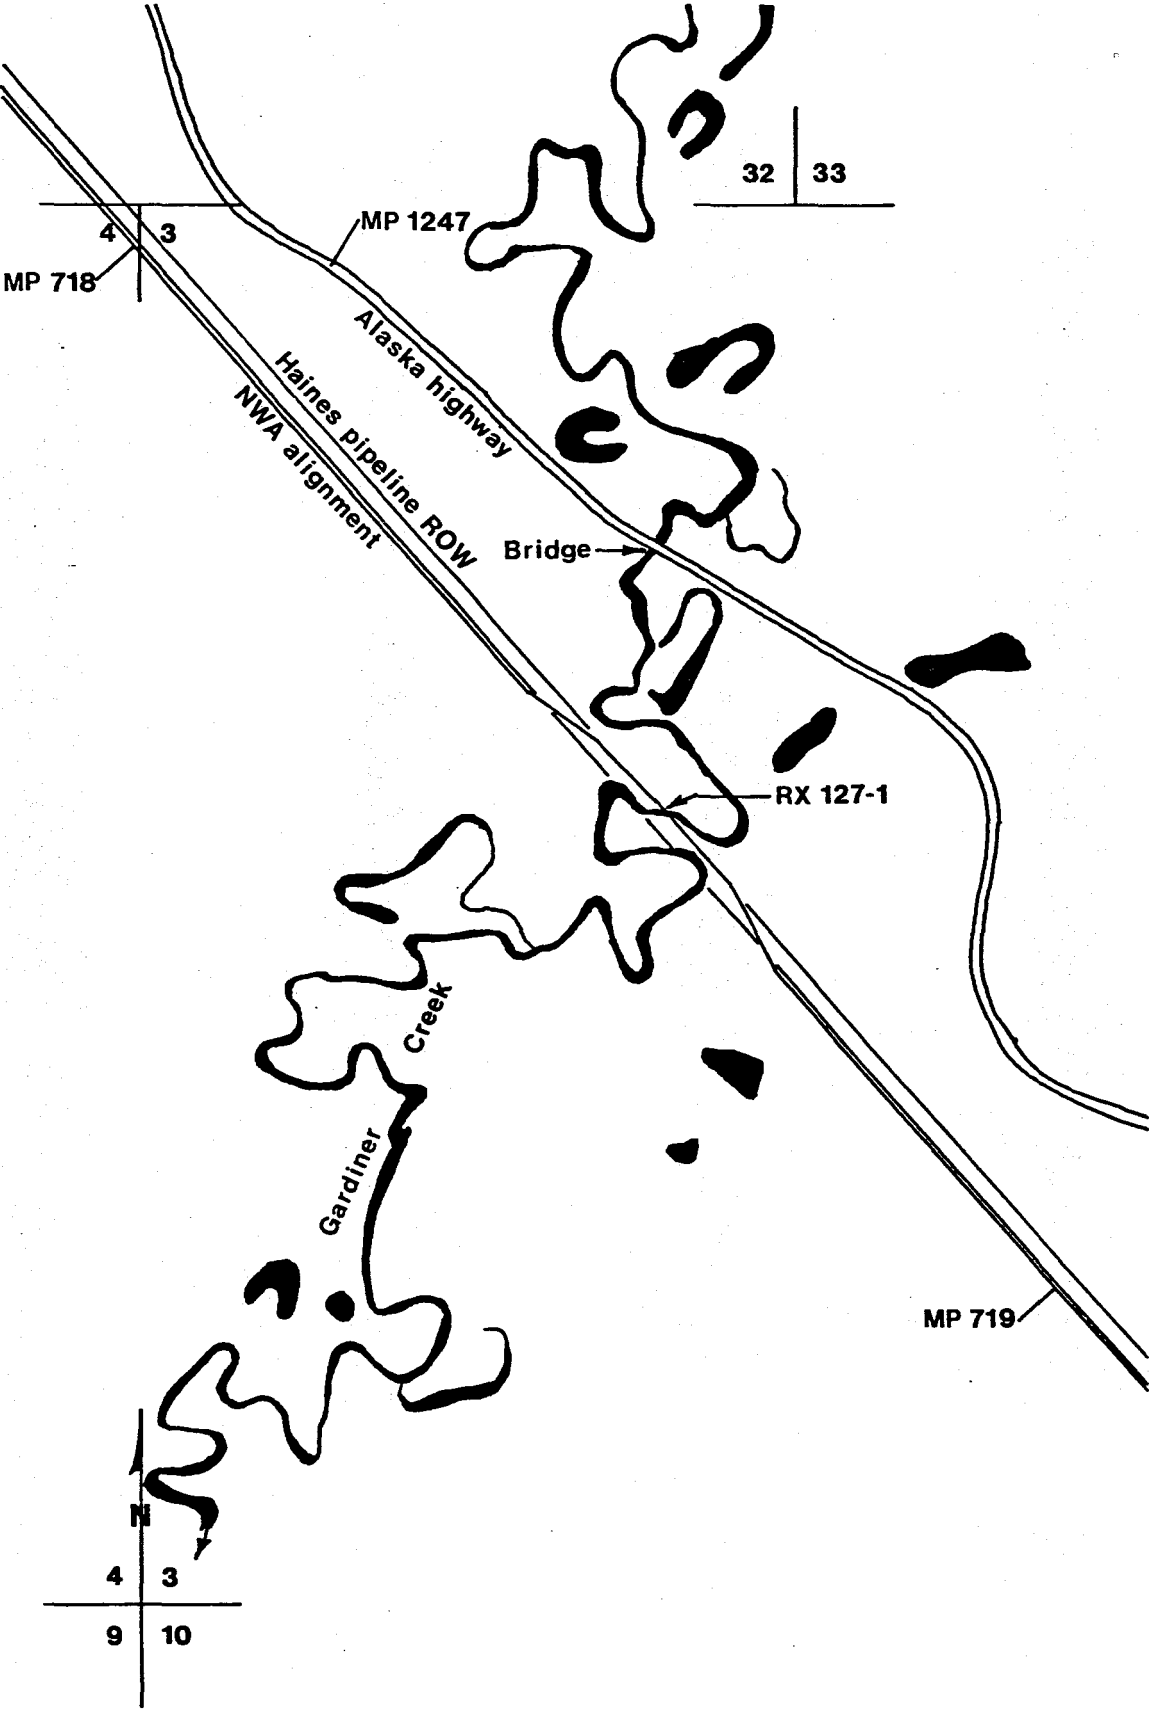 32 33
MP 1247
4 3
MP 718
Alaska highway
Haines pipeline ROW
NWA alignment
Bridge
RX 127-1
Creek
Gardiner
MP 719
N
4 3
9 10